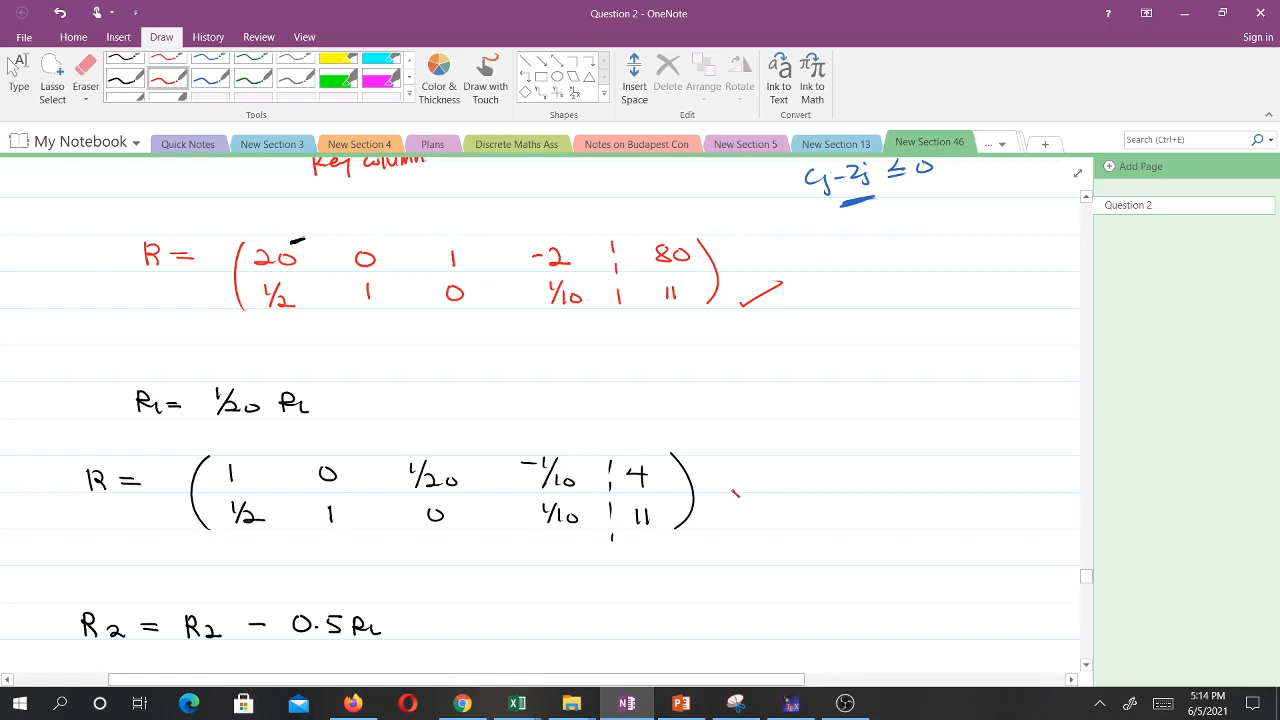 Question 2 - OneNote
? 
Sign in
File Home Insert Draw History Review View
Type
Lasso Select
Eraser
Color & Thickness
Draw with Touch
Insert Space
Delete
Arrange
Rotate
Ink to Text
Ink to Math
Tools Shapes Edit Convert
My Notebook Quick Notes New Section 3 New Section 4 Plans Discrete Maths Ass Notes on Budapest Con New Section 5 New Section 13 New Section 46 ... Search (Ctrl+E)
Add Page
Question 2
Key column
Cj - Zj ≤ 0
R = ( 20 0 1 -2 ¦ 80
1/2 1 0 1/10 ¦ 11 )
R1 = 1/20 R1
R = ( 1 0 1/20 -1/10 ¦ 4
1/2 1 0 1/10 ¦ 11 )
R2 = R2 - 0.5 R1
5:14 PM
6/5/2021